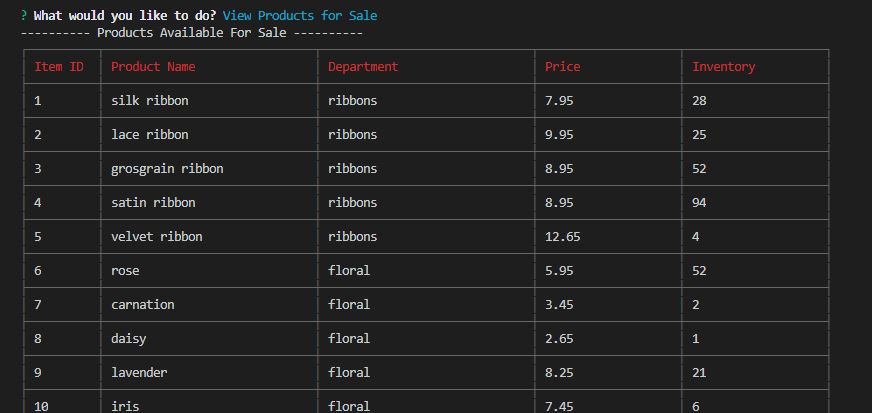 ? What would you like to do? View Products for Sale
---------- Products Available For Sale ----------
Item ID Product Name Department Price Inventory
1 silk ribbon ribbons 7.95 28
2 lace ribbon ribbons 9.95 25
3 grosgrain ribbon ribbons 8.95 52
4 satin ribbon ribbons 8.95 94
5 velvet ribbon ribbons 12.65 4
6 rose floral 5.95 52
7 carnation floral 3.45 2
8 daisy floral 2.65 1
9 lavender floral 8.25 21
10 iris floral 7.45 6